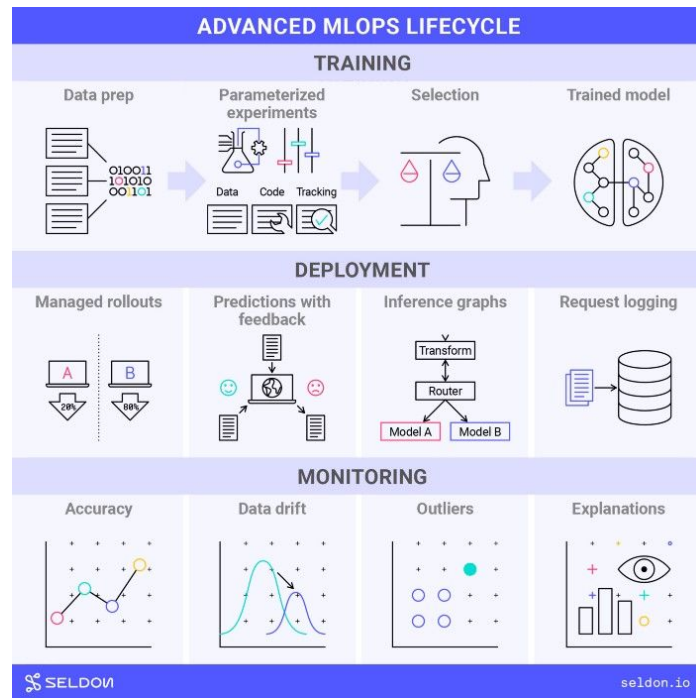 ADVANCED MLOPS LIFECYCLE
TRAINING
Data prep
Parameterized
experiments
Selection
Trained model
010011
101010
001101
Data
Code
Tracking
DEPLOYMENT
Managed rollouts
Predictions with
feedback
Inference graphs
Request logging
A
B
20%
80%
Transform
Router
Model A
Model B
MONITORING
Accuracy
Data drift
Outliers
Explanations
SELDON
seldon.io